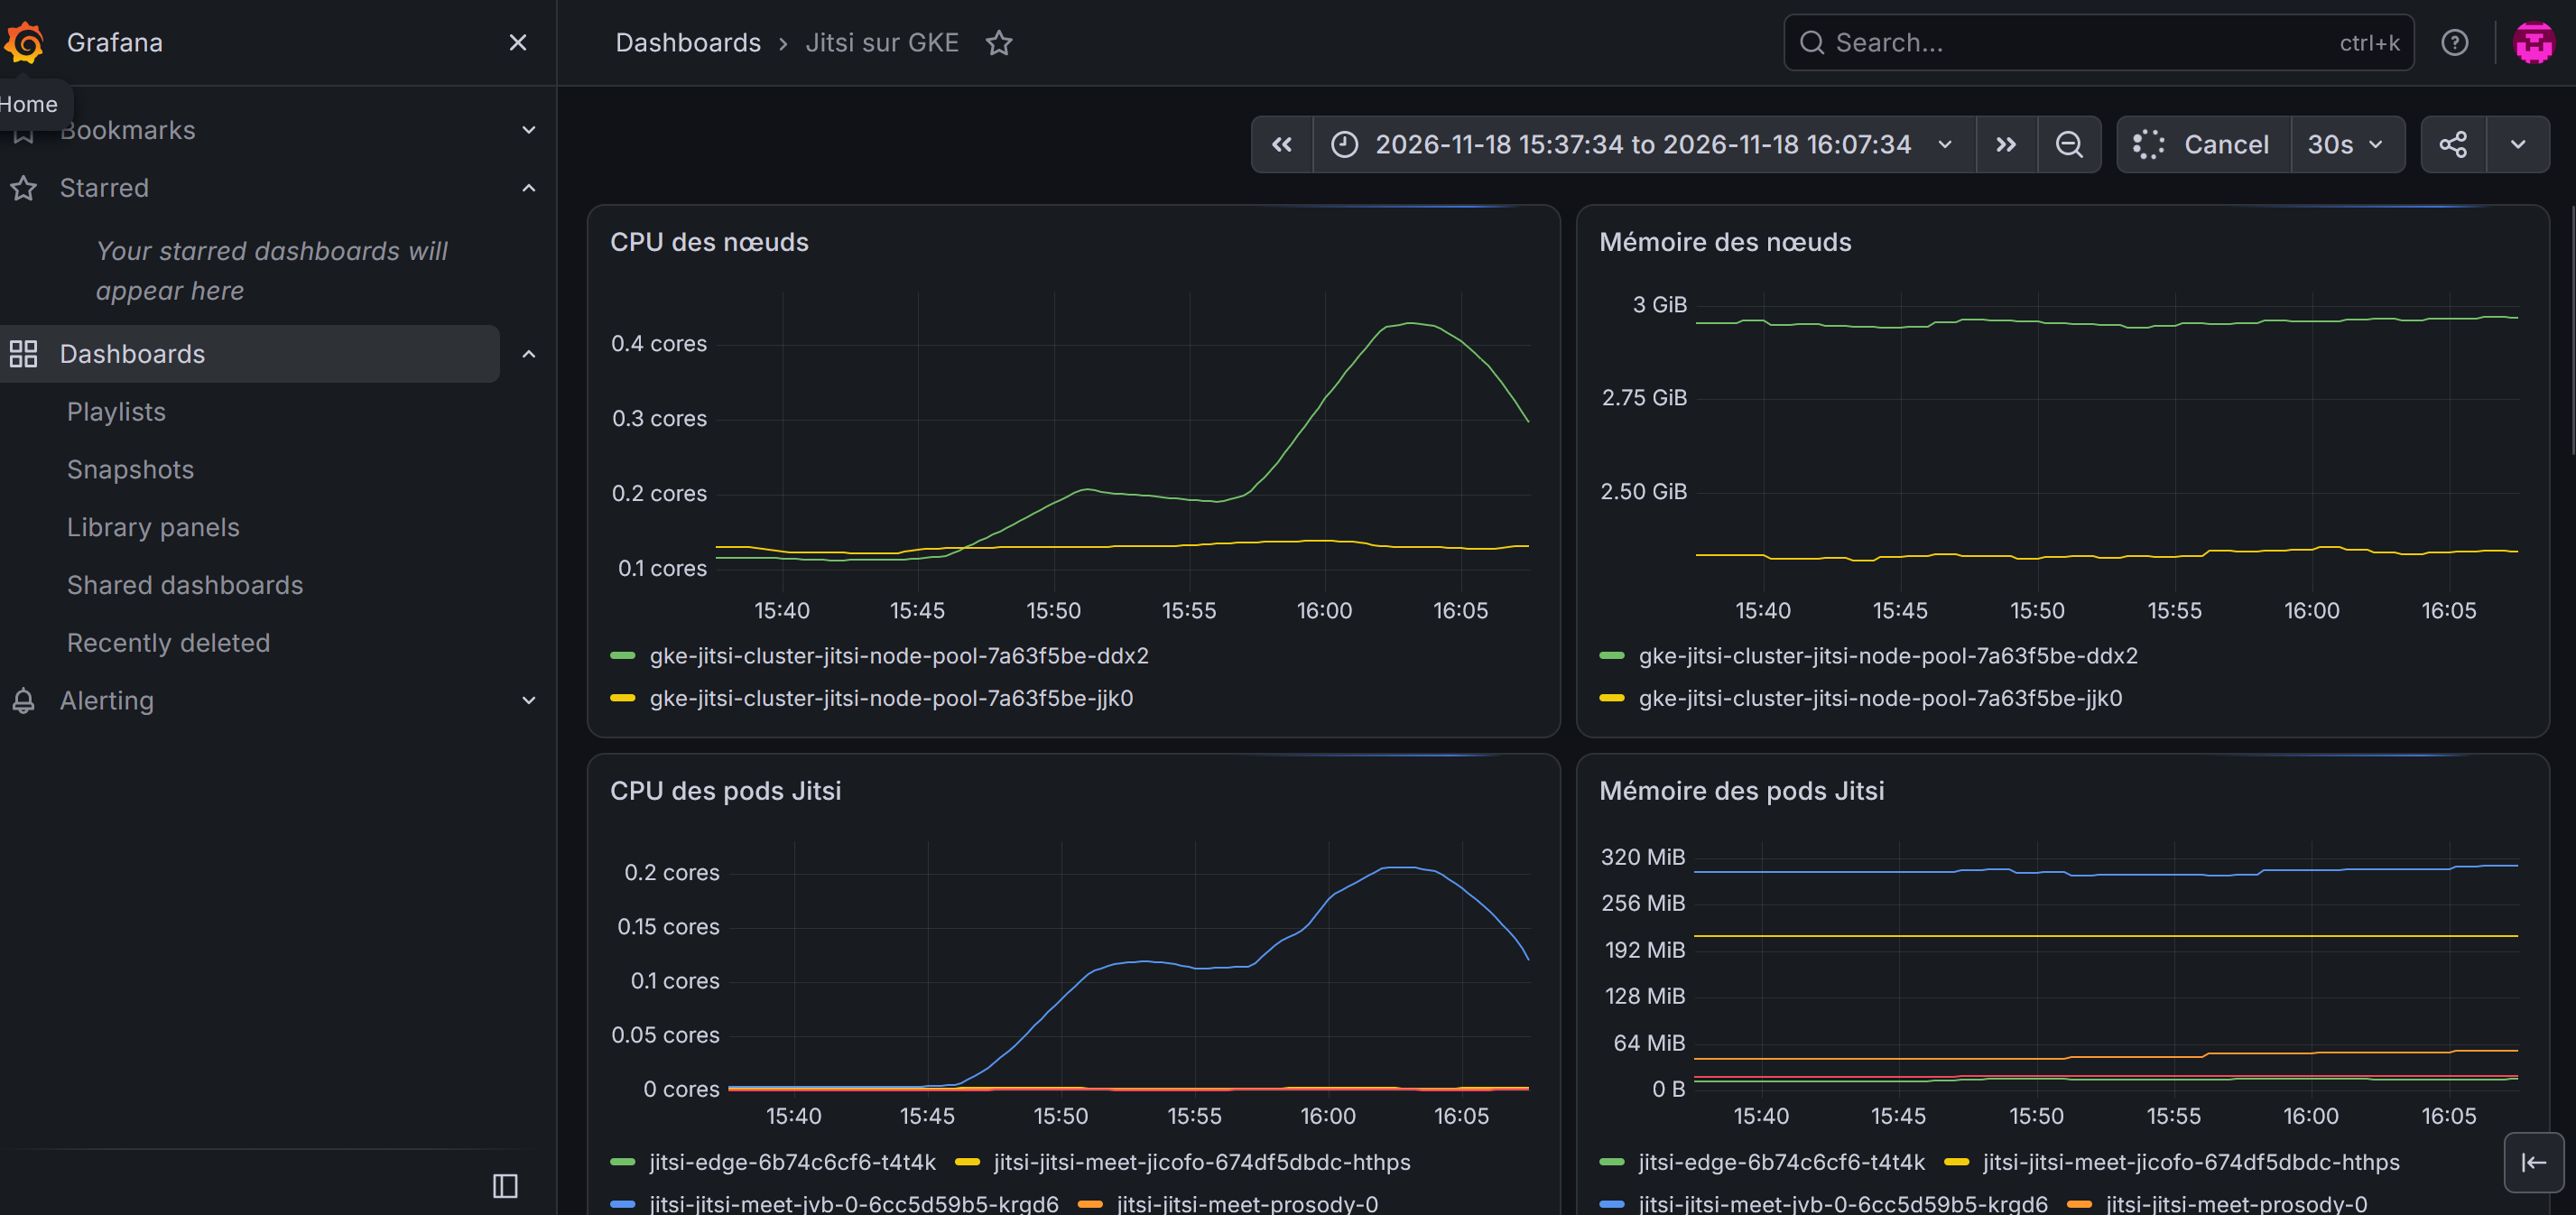 Grafana
Dashboards › Jitsi sur GKE
Search...
ctrl+k
Home
Bookmarks
Starred
Your starred dashboards will
appear here
Dashboards
Playlists
Snapshots
Library panels
Shared dashboards
Recently deleted
Alerting
2026-11-18 15:37:34 to 2026-11-18 16:07:34
Cancel
30s
CPU des nœuds
0.4 cores
0.3 cores
0.2 cores
0.1 cores
15:40 15:45 15:50 15:55 16:00 16:05
gke-jitsi-cluster-jitsi-node-pool-7a63f5be-ddx2
gke-jitsi-cluster-jitsi-node-pool-7a63f5be-jjk0
Mémoire des nœuds
3 GiB
2.75 GiB
2.50 GiB
15:40 15:45 15:50 15:55 16:00 16:05
gke-jitsi-cluster-jitsi-node-pool-7a63f5be-ddx2
gke-jitsi-cluster-jitsi-node-pool-7a63f5be-jjk0
CPU des pods Jitsi
0.2 cores
0.15 cores
0.1 cores
0.05 cores
0 cores
15:40 15:45 15:50 15:55 16:00 16:05
jitsi-edge-6b74c6cf6-t4t4k jitsi-jitsi-meet-jicofo-674df5dbdc-hthps
jitsi-jitsi-meet-jvb-0-6cc5d59b5-krgd6 jitsi-jitsi-meet-prosody-0
Mémoire des pods Jitsi
320 MiB
256 MiB
192 MiB
128 MiB
64 MiB
0 B
15:40 15:45 15:50 15:55 16:00 16:05
jitsi-edge-6b74c6cf6-t4t4k jitsi-jitsi-meet-jicofo-674df5dbdc-hthps
jitsi-jitsi-meet-jvb-0-6cc5d59b5-krgd6 jitsi-jitsi-meet-prosody-0